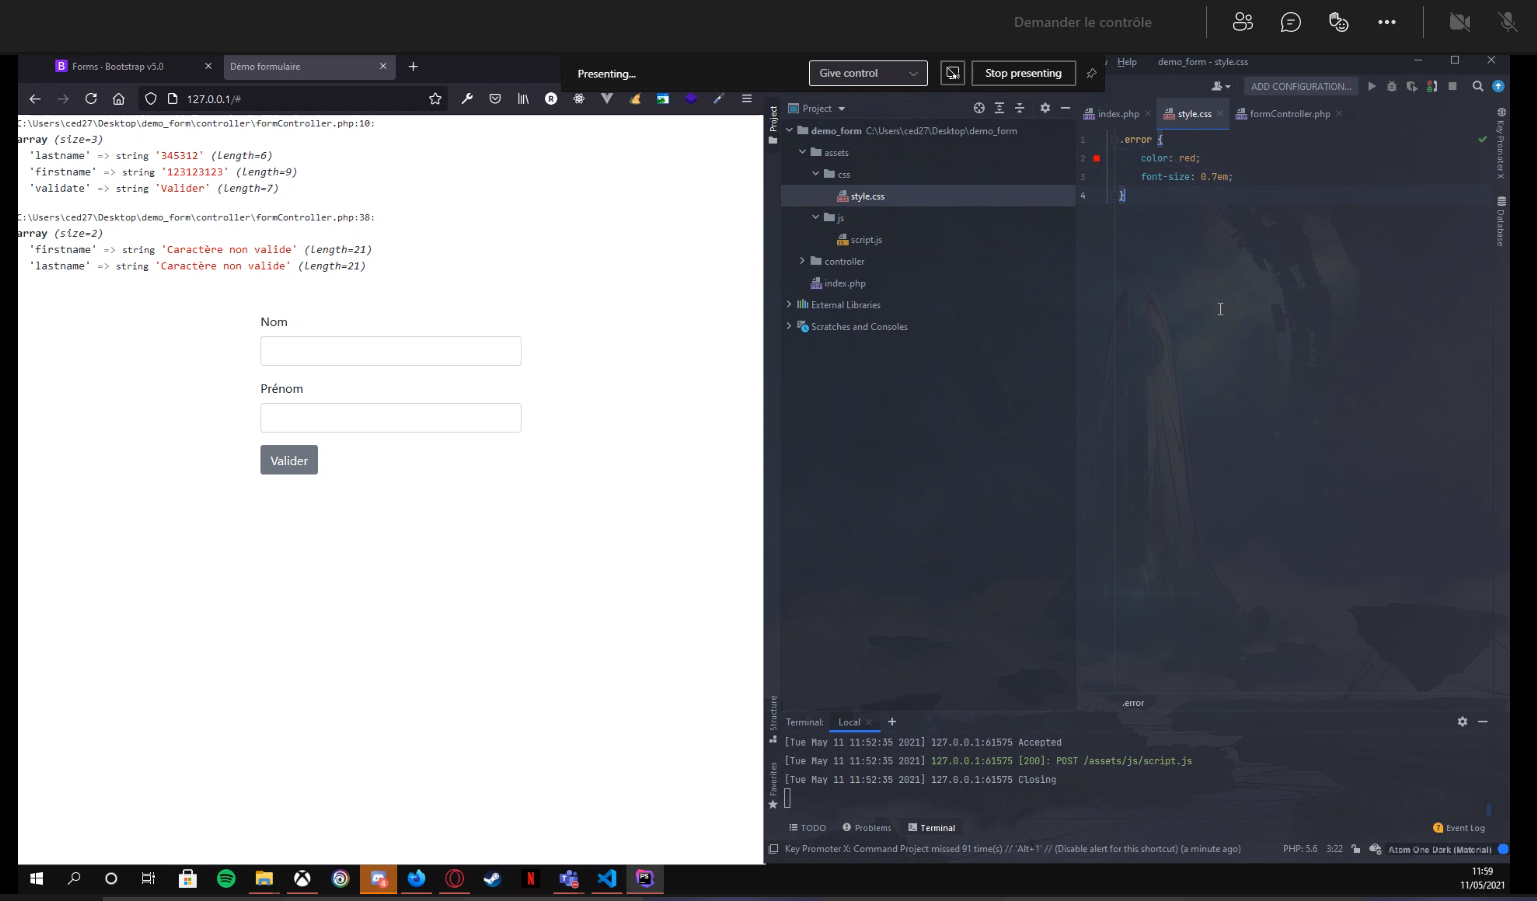 Demander le contrôle
Forms · Bootstrap v5.0
Démo formulaire
Presenting...
Give control
Stop presenting
Help
demo_form - style.css
127.0.0.1/#
ADD CONFIGURATION...
Project
Project
index.php
style.css
formController.php
C:\Users\ced27\Desktop\demo_form\controller\formController.php:10:
array (size=3)
'lastname' => string '345312' (length=6)
'firstname' => string '123123123' (length=9)
'validate' => string 'Valider' (length=7)
C:\Users\ced27\Desktop\demo_form\controller\formController.php:38:
array (size=2)
'firstname' => string 'Caractère non valide' (length=21)
'lastname' => string 'Caractère non valide' (length=21)
Nom
Prénom
Valider
demo_form C:\Users\ced27\Desktop\demo_form
assets
css
style.css
js
script.js
controller
index.php
External Libraries
Scratches and Consoles
1 .error {
2 color: red;
3 font-size: 0.7em;
4 }
Key Promoter X
Database
.error
Structure
Favorites
Terminal: Local
[Tue May 11 11:52:35 2021] 127.0.0.1:61575 Accepted
[Tue May 11 11:52:35 2021] 127.0.0.1:61575 [200]: POST /assets/js/script.js
[Tue May 11 11:52:35 2021] 127.0.0.1:61575 Closing
TODO
Problems
Terminal
7 Event Log
Key Promoter X: Command Project missed 91 time(s) // 'Alt+1' // (Disable alert for this shortcut) (a minute ago)
PHP: 5.6 3:22 Atom One Dark (Material)
4
PS
11:59
11/05/2021